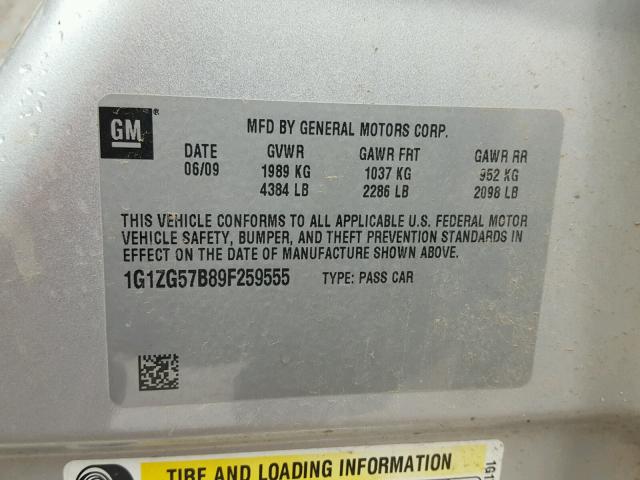 GM ®
MFD BY GENERAL MOTORS CORP.
DATE GVWR GAWR FRT GAWR RR
06/09 1989 KG 1037 KG 952 KG
4384 LB 2286 LB 2098 LB
THIS VEHICLE CONFORMS TO ALL APPLICABLE U.S. FEDERAL MOTOR
VEHICLE SAFETY, BUMPER, AND THEFT PREVENTION STANDARDS IN
EFFECT ON THE DATE OF MANUFACTURE SHOWN ABOVE.
1G1ZG57B89F259555 TYPE: PASS CAR
TIRE AND LOADING INFORMATION